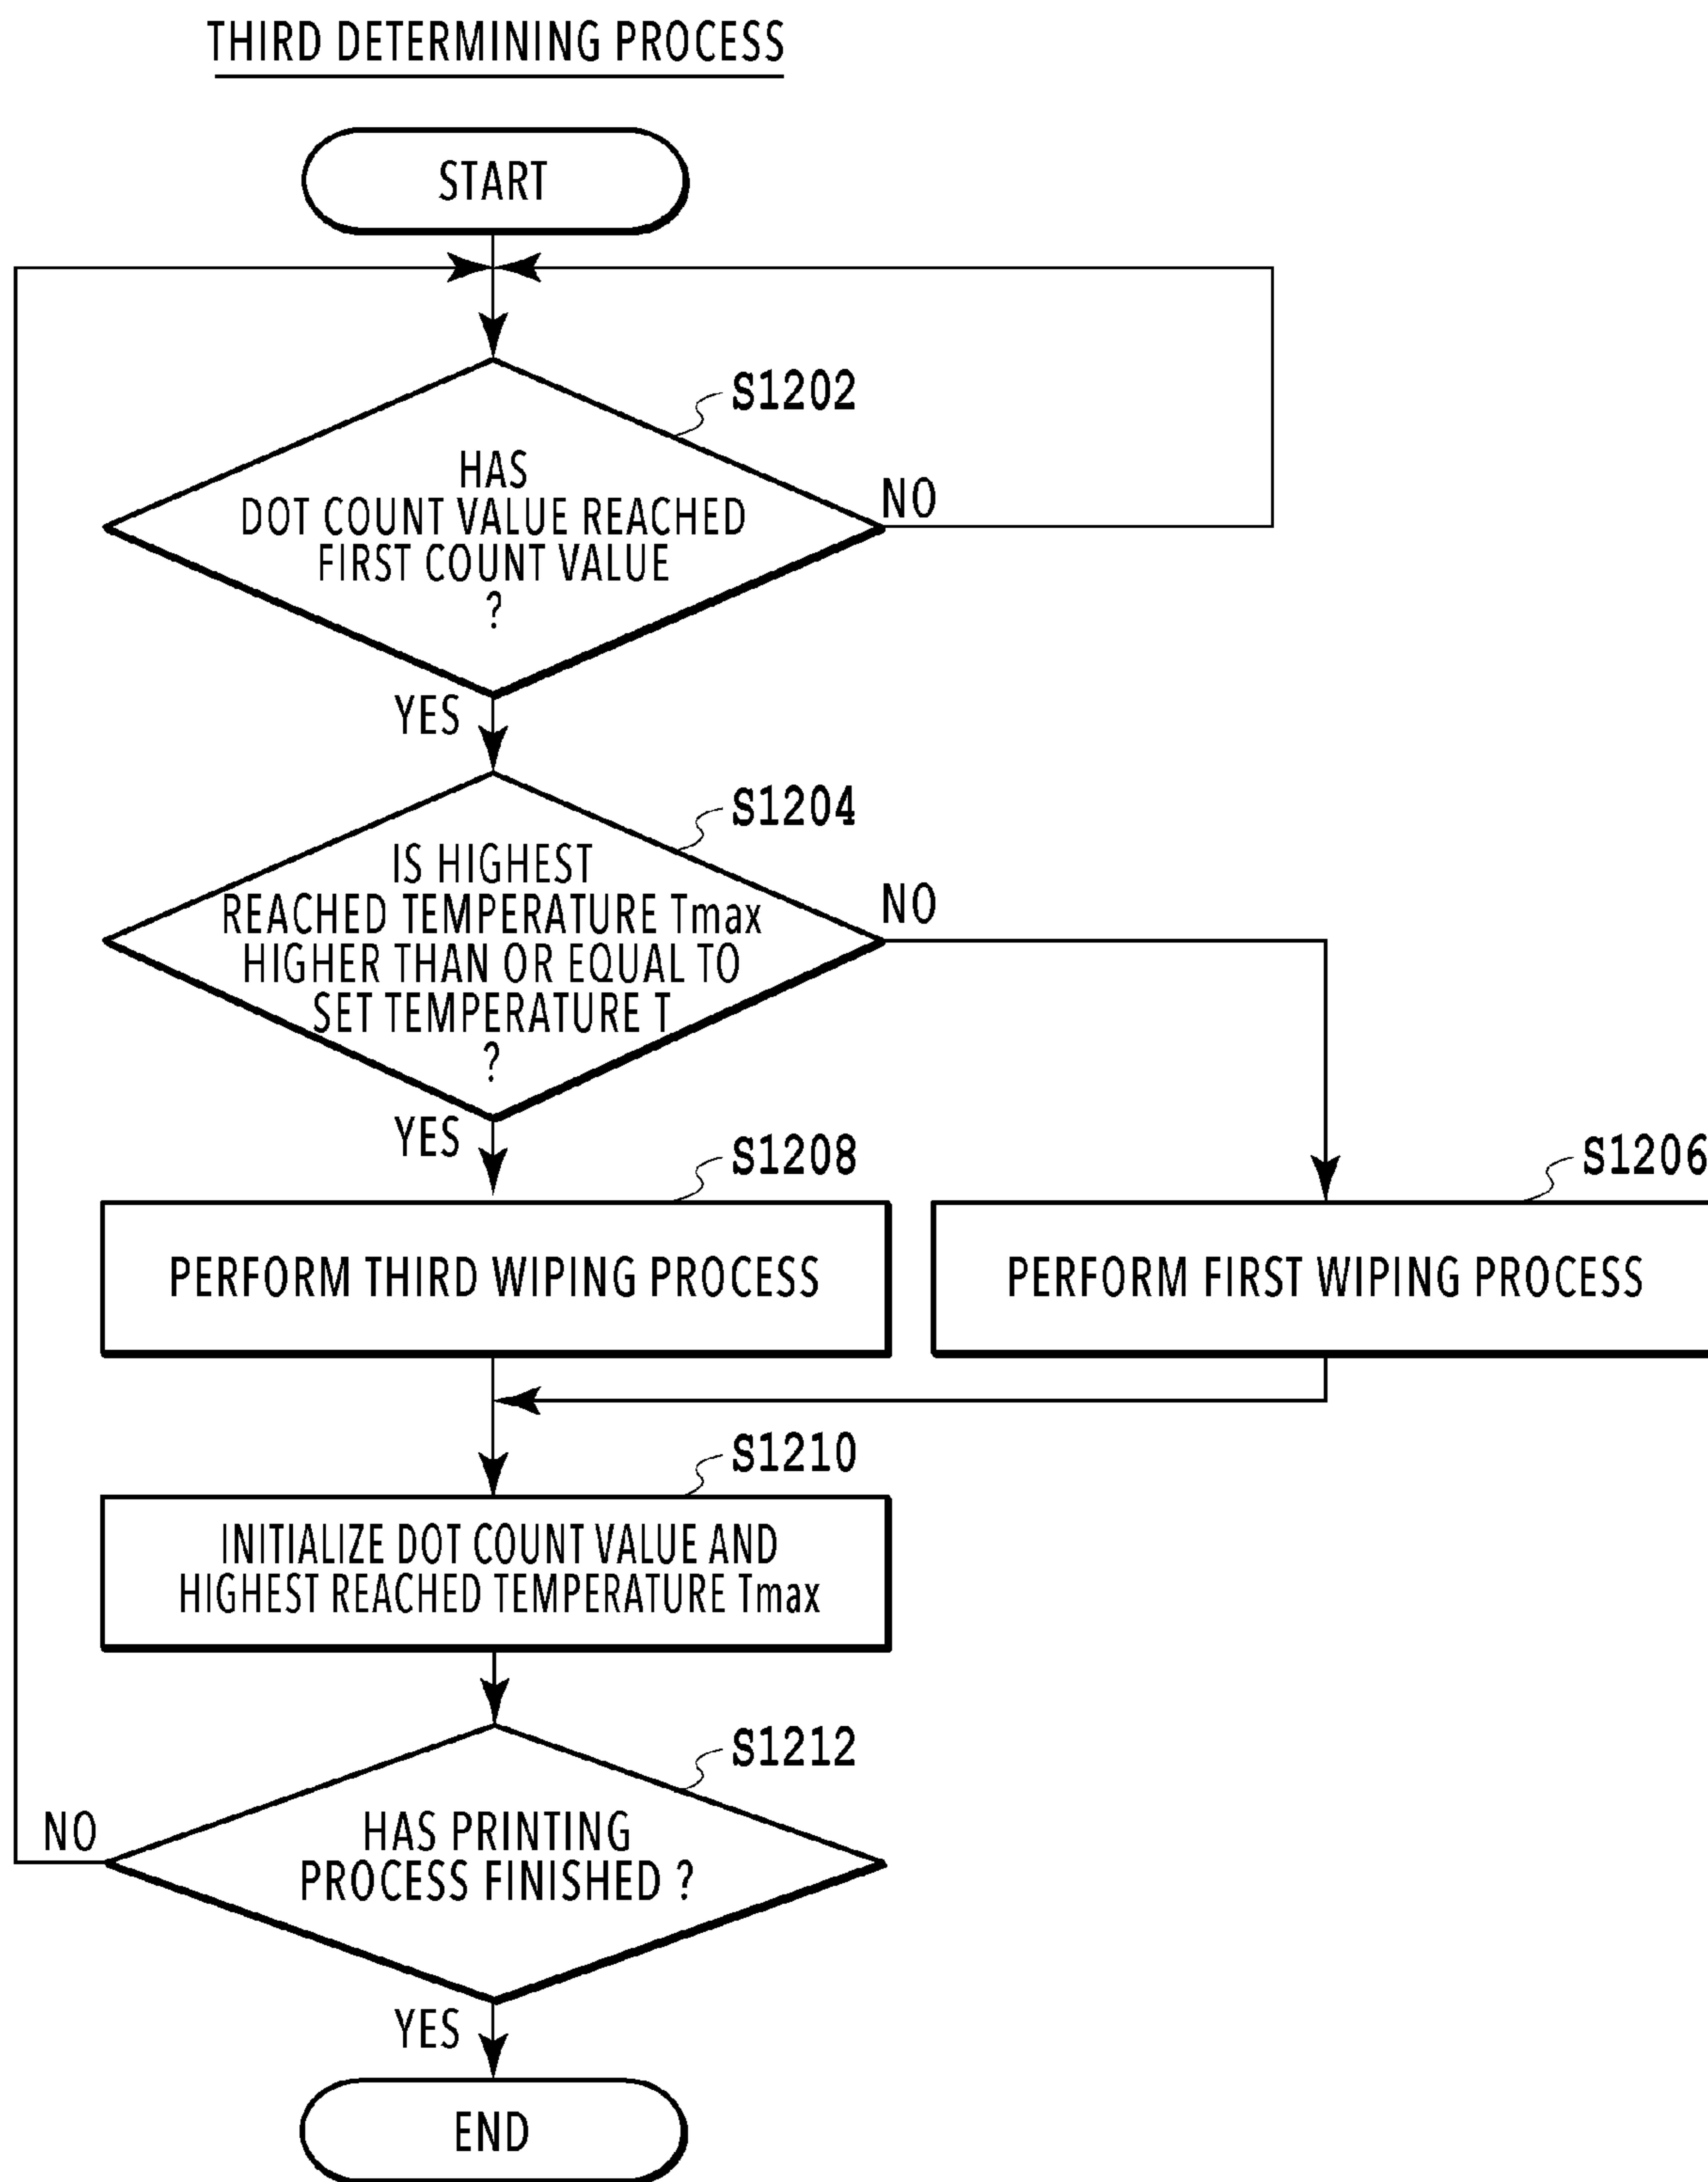 THIRD DETERMINING PROCESS
START
S1202
HAS
DOT COUNT VALUE REACHED
FIRST COUNT VALUE
?
NO
YES
S1204
IS HIGHEST
REACHED TEMPERATURE Tmax
HIGHER THAN OR EQUAL TO
SET TEMPERATURE T
?
NO
YES
S1208
S1206
PERFORM THIRD WIPING PROCESS
PERFORM FIRST WIPING PROCESS
S1210
INITIALIZE DOT COUNT VALUE AND
HIGHEST REACHED TEMPERATURE Tmax
S1212
NO
HAS PRINTING
PROCESS FINISHED ?
YES
END